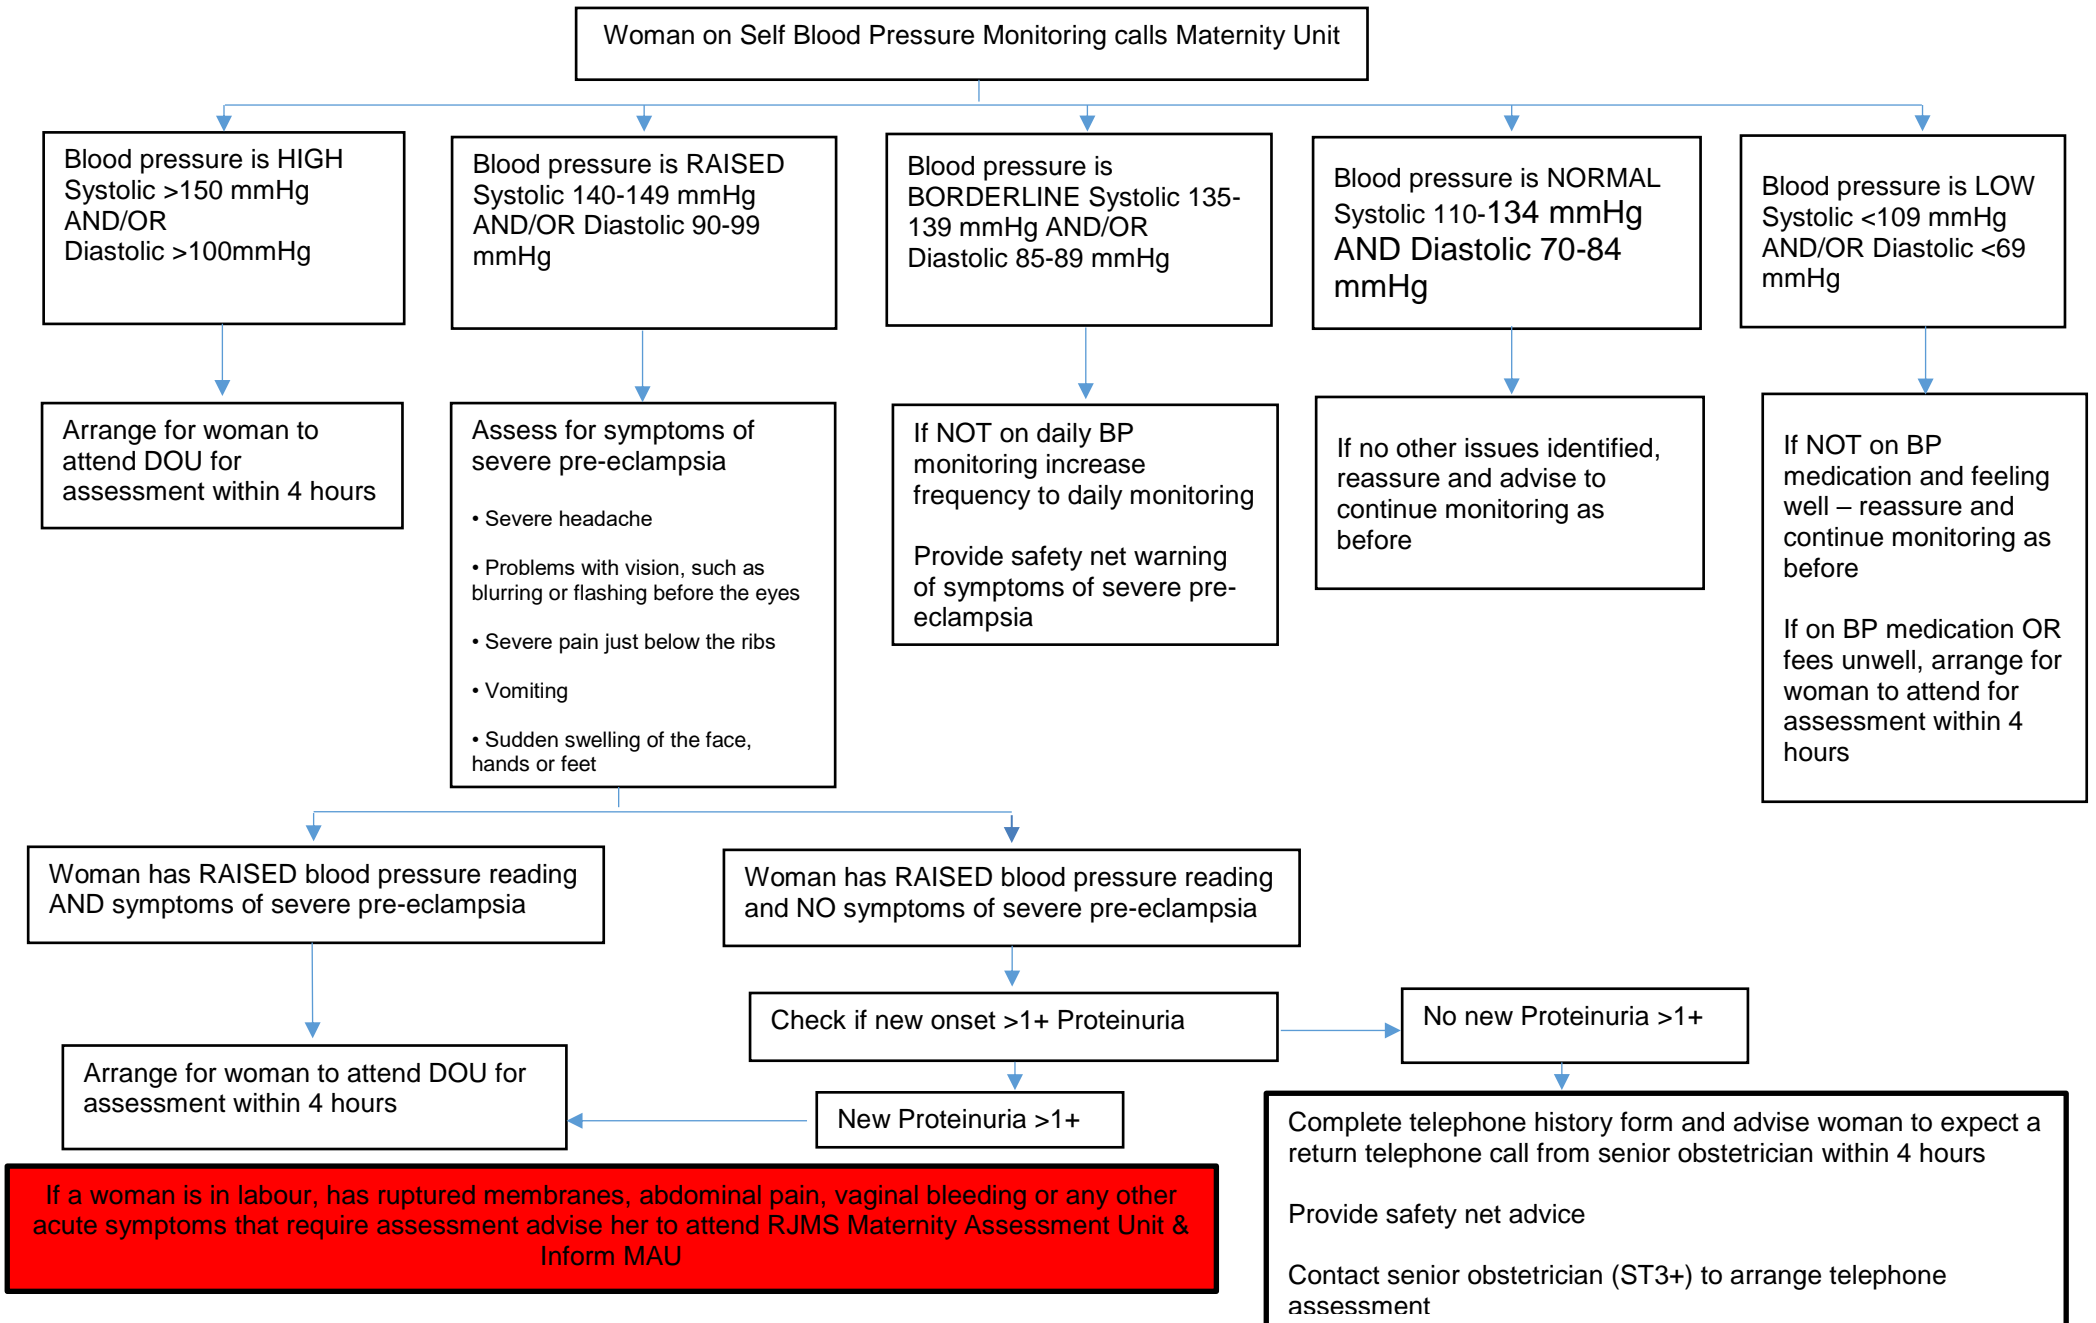 Woman on Self Blood Pressure Monitoring calls Maternity Unit
Blood pressure is HIGH
Systolic >150 mmHg
AND/OR
Diastolic >100mmHg
Blood pressure is RAISED
Systolic 140-149 mmHg
AND/OR Diastolic 90-99
mmHg
Blood pressure is
BORDERLINE Systolic 135-
139 mmHg AND/OR
Diastolic 85-89 mmHg
Blood pressure is NORMAL
Systolic 110-134 mmHg
AND Diastolic 70-84
mmHg
Blood pressure is LOW
Systolic <109 mmHg
AND/OR Diastolic <69
mmHg
Arrange for woman to
attend DOU for
assessment within 4 hours
Assess for symptoms of
severe pre-eclampsia
• Severe headache
• Problems with vision, such as
blurring or flashing before the eyes
• Severe pain just below the ribs
• Vomiting
• Sudden swelling of the face,
hands or feet
If NOT on daily BP
monitoring increase
frequency to daily monitoring
Provide safety net warning
of symptoms of severe pre-
eclampsia
If no other issues identified,
reassure and advise to
continue monitoring as
before
If NOT on BP
medication and feeling
well – reassure and
continue monitoring as
before
If on BP medication OR
fees unwell, arrange for
woman to attend for
assessment within 4
hours
Woman has RAISED blood pressure reading
AND symptoms of severe pre-eclampsia
Woman has RAISED blood pressure reading
and NO symptoms of severe pre-eclampsia
Check if new onset >1+ Proteinuria
No new Proteinuria >1+
Arrange for woman to attend DOU for
assessment within 4 hours
New Proteinuria >1+
Complete telephone history form and advise woman to expect a
return telephone call from senior obstetrician within 4 hours
Provide safety net advice
Contact senior obstetrician (ST3+) to arrange telephone
assessment
If a woman is in labour, has ruptured membranes, abdominal pain, vaginal bleeding or any other
acute symptoms that require assessment advise her to attend RJMS Maternity Assessment Unit &
Inform MAU